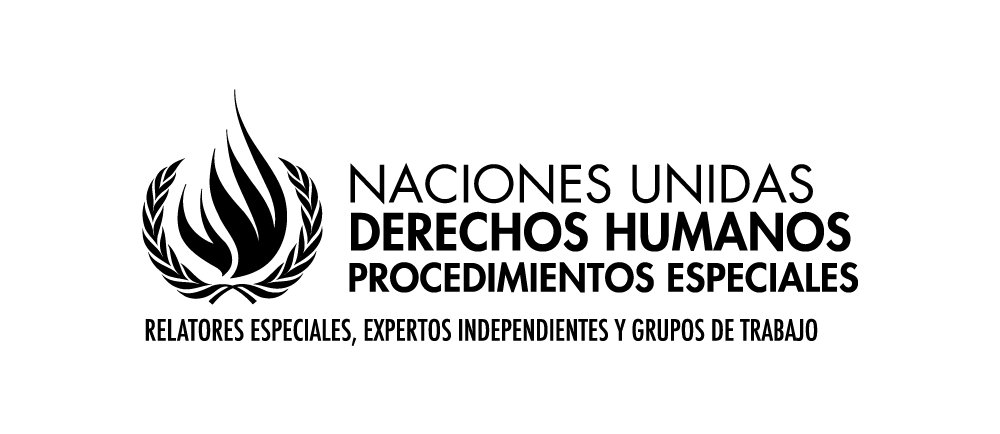 NACIONES UNIDAS
DERECHOS HUMANOS
PROCEDIMIENTOS ESPECIALES
RELATORES ESPECIALES, EXPERTOS INDEPENDIENTES Y GRUPOS DE TRABAJO